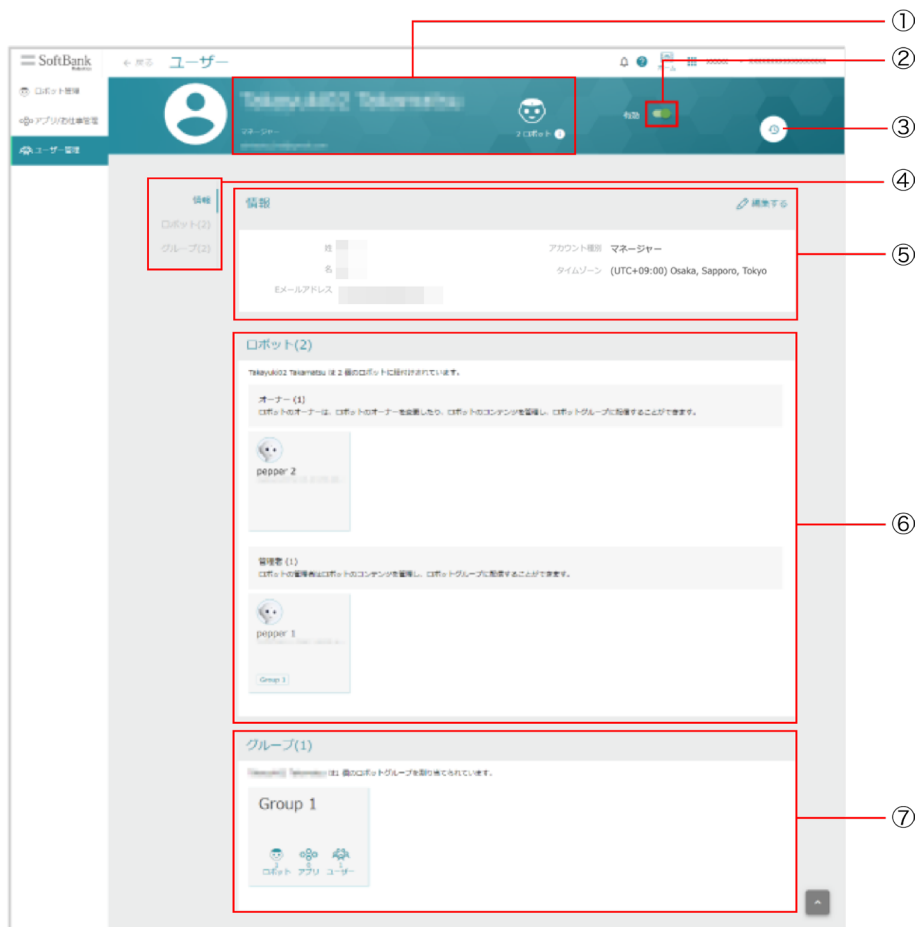 ①
SoftBank
Robotics
← 戻る ユーザー
ホーム
②
ロボット管理
アプリ/お仕事管理
ユーザー管理
Takayuki02 Takamatsu
マネージャー
2 ロボット
有効
③
④
情報
ロボット(2)
グループ(2)
情報
編集する
姓
名
Eメールアドレス
アカウント種別 マネージャー
タイムゾーン (UTC+09:00) Osaka, Sapporo, Tokyo
⑤
ロボット(2)
Takayuki02 Takamatsu は 2 個のロボットに紐付けされています。
オーナー (1)
ロボットのオーナーは、ロボットのオーナーを変更したり、ロボットのコンテンツを管理し、ロボットグループに配信することができます。
pepper 2
⑥
管理者 (1)
ロボットの管理者はロボットのコンテンツを管理し、ロボットグループに配信することができます。
pepper 1
Group 1
グループ(1)
は1 個のロボットグループを割り当てられています。
Group 1
ロボット アプリ ユーザー
⑦